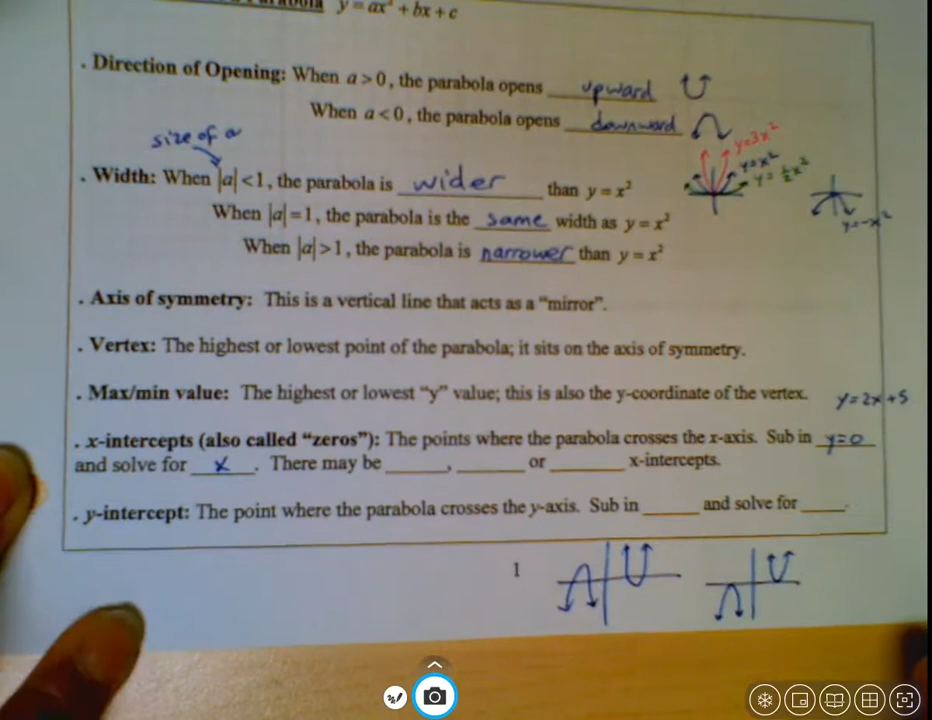 y = ax² + bx + c
. Direction of Opening: When a > 0, the parabola opens upward
When a < 0, the parabola opens downward
size of a
y=3x²
y=x²
y=½x²
. Width: When |a| < 1, the parabola is wider than y = x²
y=-x²
When |a| = 1, the parabola is the same width as y = x²
When |a| > 1, the parabola is narrower than y = x²
. Axis of symmetry: This is a vertical line that acts as a "mirror".
. Vertex: The highest or lowest point of the parabola; it sits on the axis of symmetry.
. Max/min value: The highest or lowest "y" value; this is also the y-coordinate of the vertex.
y=2x+5
. x-intercepts (also called "zeros"): The points where the parabola crosses the x-axis. Sub in y=0
and solve for x. There may be ______, ______ or ______ x-intercepts.
. y-intercept: The point where the parabola crosses the y-axis. Sub in ______ and solve for _____.
1